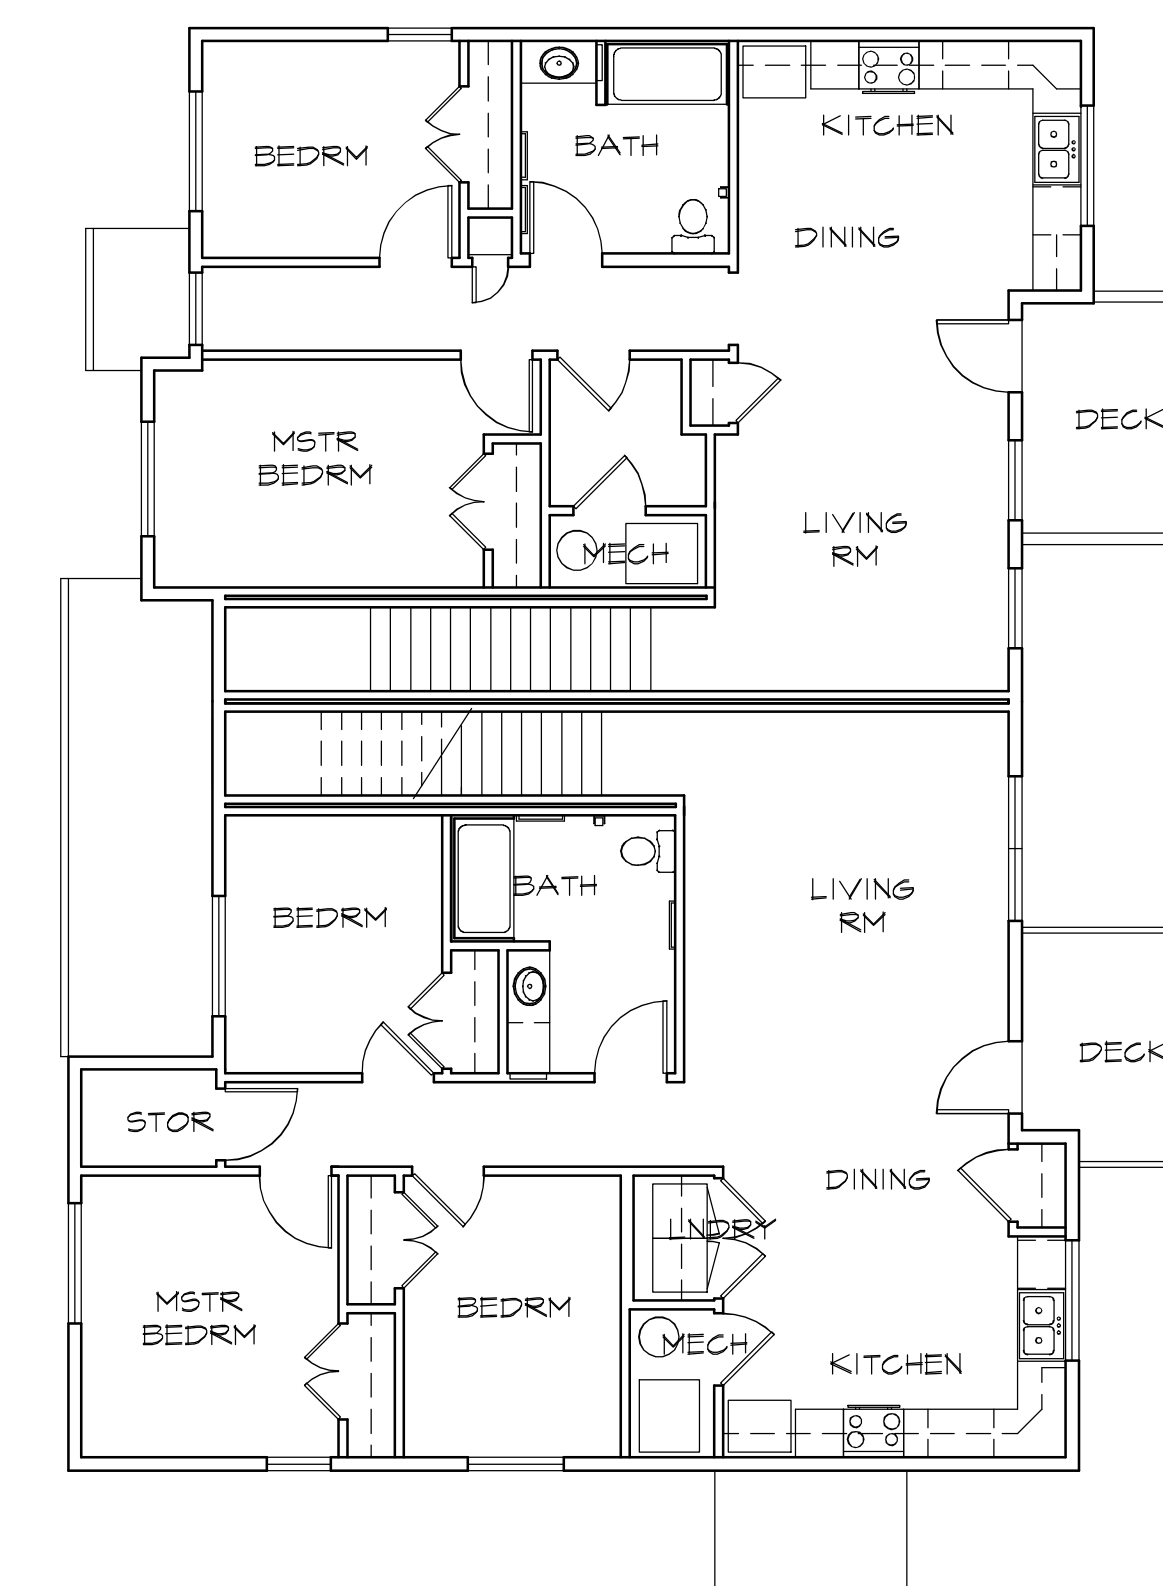 KITCHEN
BATH
BEDRM
DINING
DECK
MSTR
BEDRM
LIVING
RM
MECH
BATH
LIVING
RM
BEDRM
DECK
STOR
DINING
LNDRY
MSTR
BEDRM
BEDRM
MECH
KITCHEN